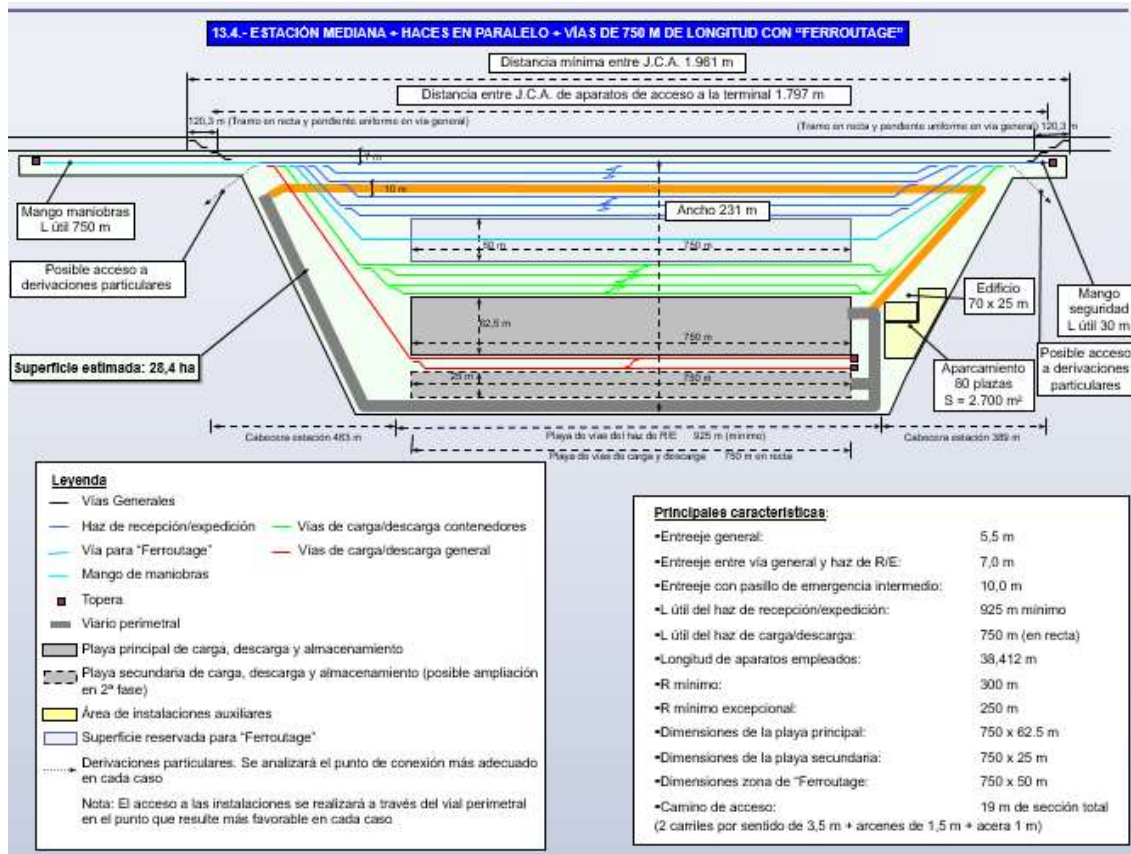 13.4.- ESTACIÓN MEDIANA + HACES EN PARALELO + VÍAS DE 750 M DE LONGITUD CON "FERROUTAGE"
Distancia mínima entre J.C.A. 1.961 m
Distancia entre J.C.A. de aparatos de acceso a la terminal 1.797 m
120,3 m (Tramo en recta y pendiente uniforme en vía general)
(Tramo en recta y pendiente uniforme en vía general) 120,3 m
7 m
10 m
Mango maniobras
L útil 750 m
Ancho 231 m
50 m
750 m
Posible acceso a
derivaciones particulares
Edificio
70 x 25 m
Mango
seguridad
L útil 30 m
62,5 m
750 m
Superficie estimada: 28,4 ha
Posible acceso
a derivaciones
particulares
Aparcamiento
80 plazas
S = 2.700 m²
25 m
750 m
Cabecera estación 483 m
Playa de vías del haz de R/E 925 m (mínimo)
Cabecera estación 389 m
Playa de vías de carga y descarga 750 m en recta
Leyenda
Vías Generales
Haz de recepción/expedición
Vías de carga/descarga contenedores
Vía para "Ferroutage"
Vías de carga/descarga general
Mango de maniobras
Topera
Viario perimetral
Playa principal de carga, descarga y almacenamiento
Playa secundaria de carga, descarga y almacenamiento (posible ampliación
en 2ª fase)
Área de instalaciones auxiliares
Superficie reservada para "Ferroutage"
Derivaciones particulares. Se analizará el punto de conexión más adecuado
en cada caso
Nota: El acceso a las instalaciones se realizará a través del vial perimetral
en el punto que resulte más favorable en cada caso
Principales características:
•Entreeje general: 5,5 m
•Entreeje entre vía general y haz de R/E: 7,0 m
•Entreeje con pasillo de emergencia intermedio: 10,0 m
•L útil del haz de recepción/expedición: 925 m mínimo
•L útil del haz de carga/descarga: 750 m (en recta)
•Longitud de aparatos empleados: 38,412 m
•R mínimo: 300 m
•R mínimo excepcional: 250 m
•Dimensiones de la playa principal: 750 x 62.5 m
•Dimensiones de la playa secundaria: 750 x 25 m
•Dimensiones zona de "Ferroutage: 750 x 50 m
•Camino de acceso: 19 m de sección total
(2 carriles por sentido de 3,5 m + arcenes de 1,5 m + acera 1 m)